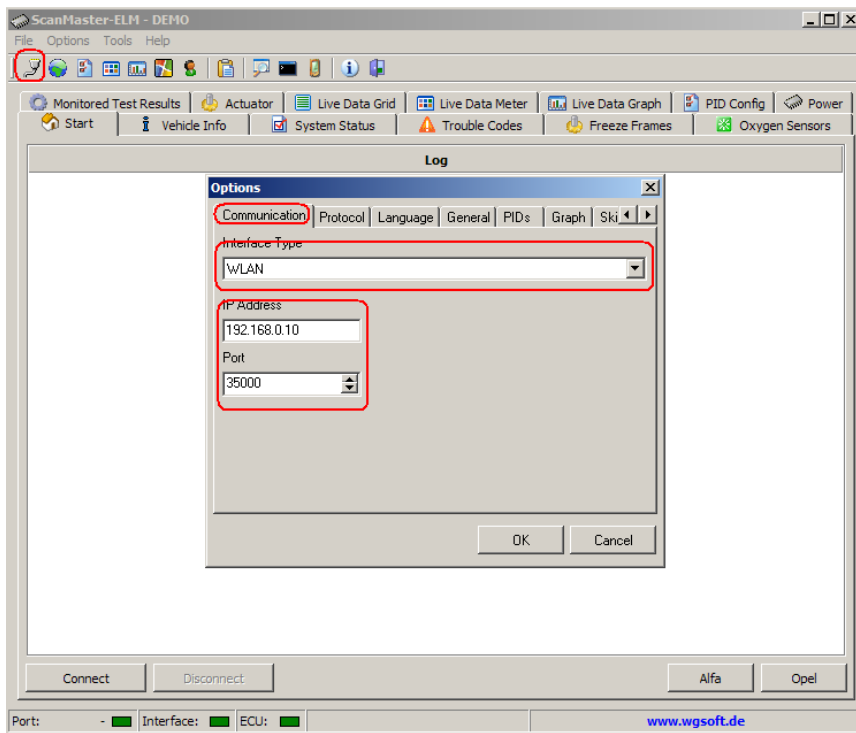 ScanMaster-ELM - DEMO
File Options Tools Help
Monitored Test Results Actuator Live Data Grid Live Data Meter Live Data Graph PID Config Power
Start Vehicle Info System Status Trouble Codes Freeze Frames Oxygen Sensors
Log
Options
Communication Protocol Language General PIDs Graph Ski
Interface Type
WLAN
IP Address
192.168.0.10
Port
35000
OK Cancel
Connect Disconnect Alfa Opel
Port: - Interface: ECU: www.wgsoft.de